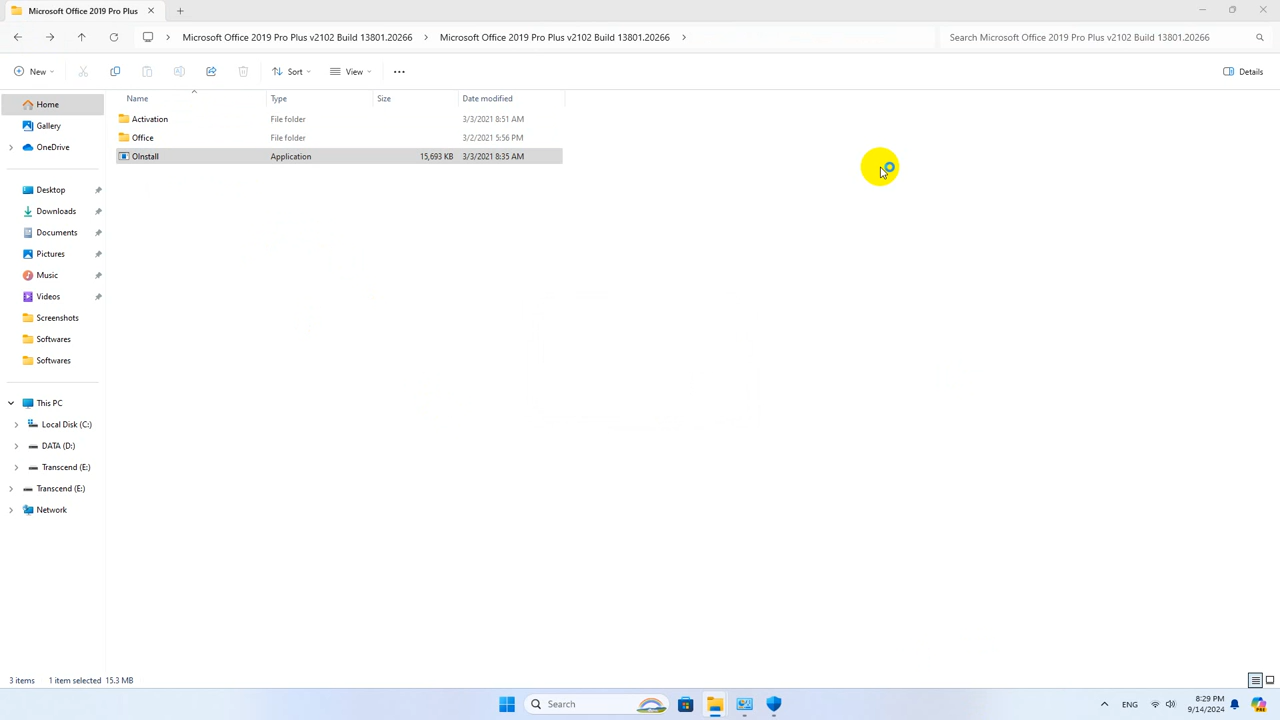 Microsoft Office 2019 Pro Plus
Microsoft Office 2019 Pro Plus v2102 Build 13801.20266
Microsoft Office 2019 Pro Plus v2102 Build 13801.20266
Search Microsoft Office 2019 Pro Plus v2102 Build 13801.20266
New
Sort
View
Details
Name Type Size Date modified
Activation File folder 3/3/2021 8:51 AM
Office File folder 3/2/2021 5:56 PM
OInstall Application 15,693 KB 3/3/2021 8:35 AM
Home
Gallery
OneDrive
Desktop
Downloads
Documents
Pictures
Music
Videos
Screenshots
Softwares
Softwares
This PC
Local Disk (C:)
DATA (D:)
Transcend (E:)
Transcend (E:)
Network
3 items 1 item selected 15.3 MB
Search
ENG
8:29 PM
9/14/2024